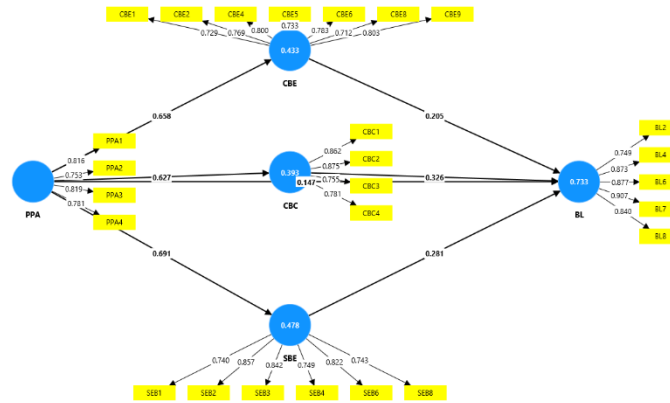 CBE1 CBE2 CBE4 CBE5 CBE6 CBE8 CBE9
0.729 0.769 0.800 0.733 0.783 0.712 0.803
0.433
CBE
0.658 0.205
PPA1 PPA2 PPA3 PPA4
0.816 0.753 0.819 0.781
PPA
0.627 0.393 0.326
0.147
CBC
CBC1 CBC2 CBC3 CBC4
0.862 0.875 0.755 0.781
0.733
BL
BL2 BL4 BL6 BL7 BL8
0.749 0.873 0.877 0.907 0.840
0.691 0.281
0.478
SBE
0.740 0.857 0.842 0.749 0.822 0.743
SEB1 SEB2 SEB3 SEB4 SEB6 SEB8